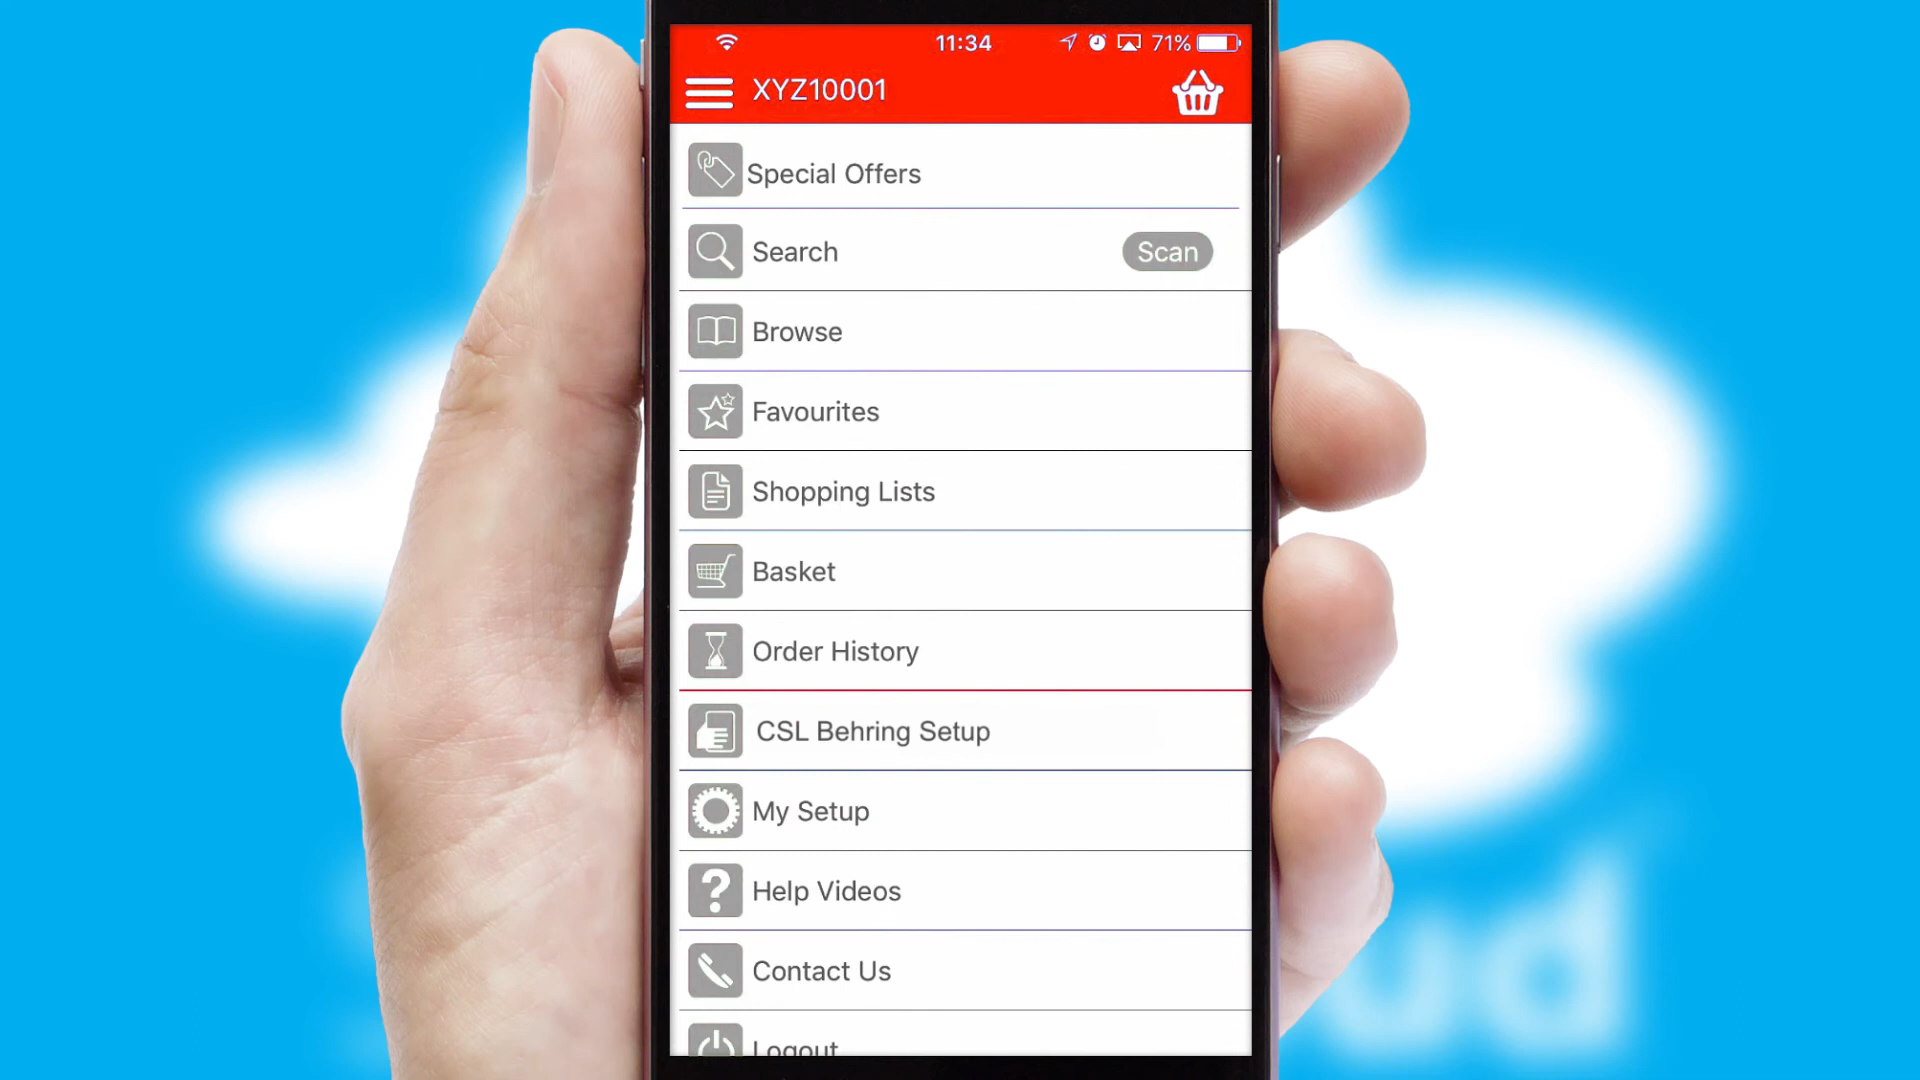 11:34
71%
XYZ10001
Special Offers
Search
Scan
Browse
Favourites
Shopping Lists
Basket
Order History
CSL Behring Setup
My Setup
Help Videos
Contact Us
Logout
ud